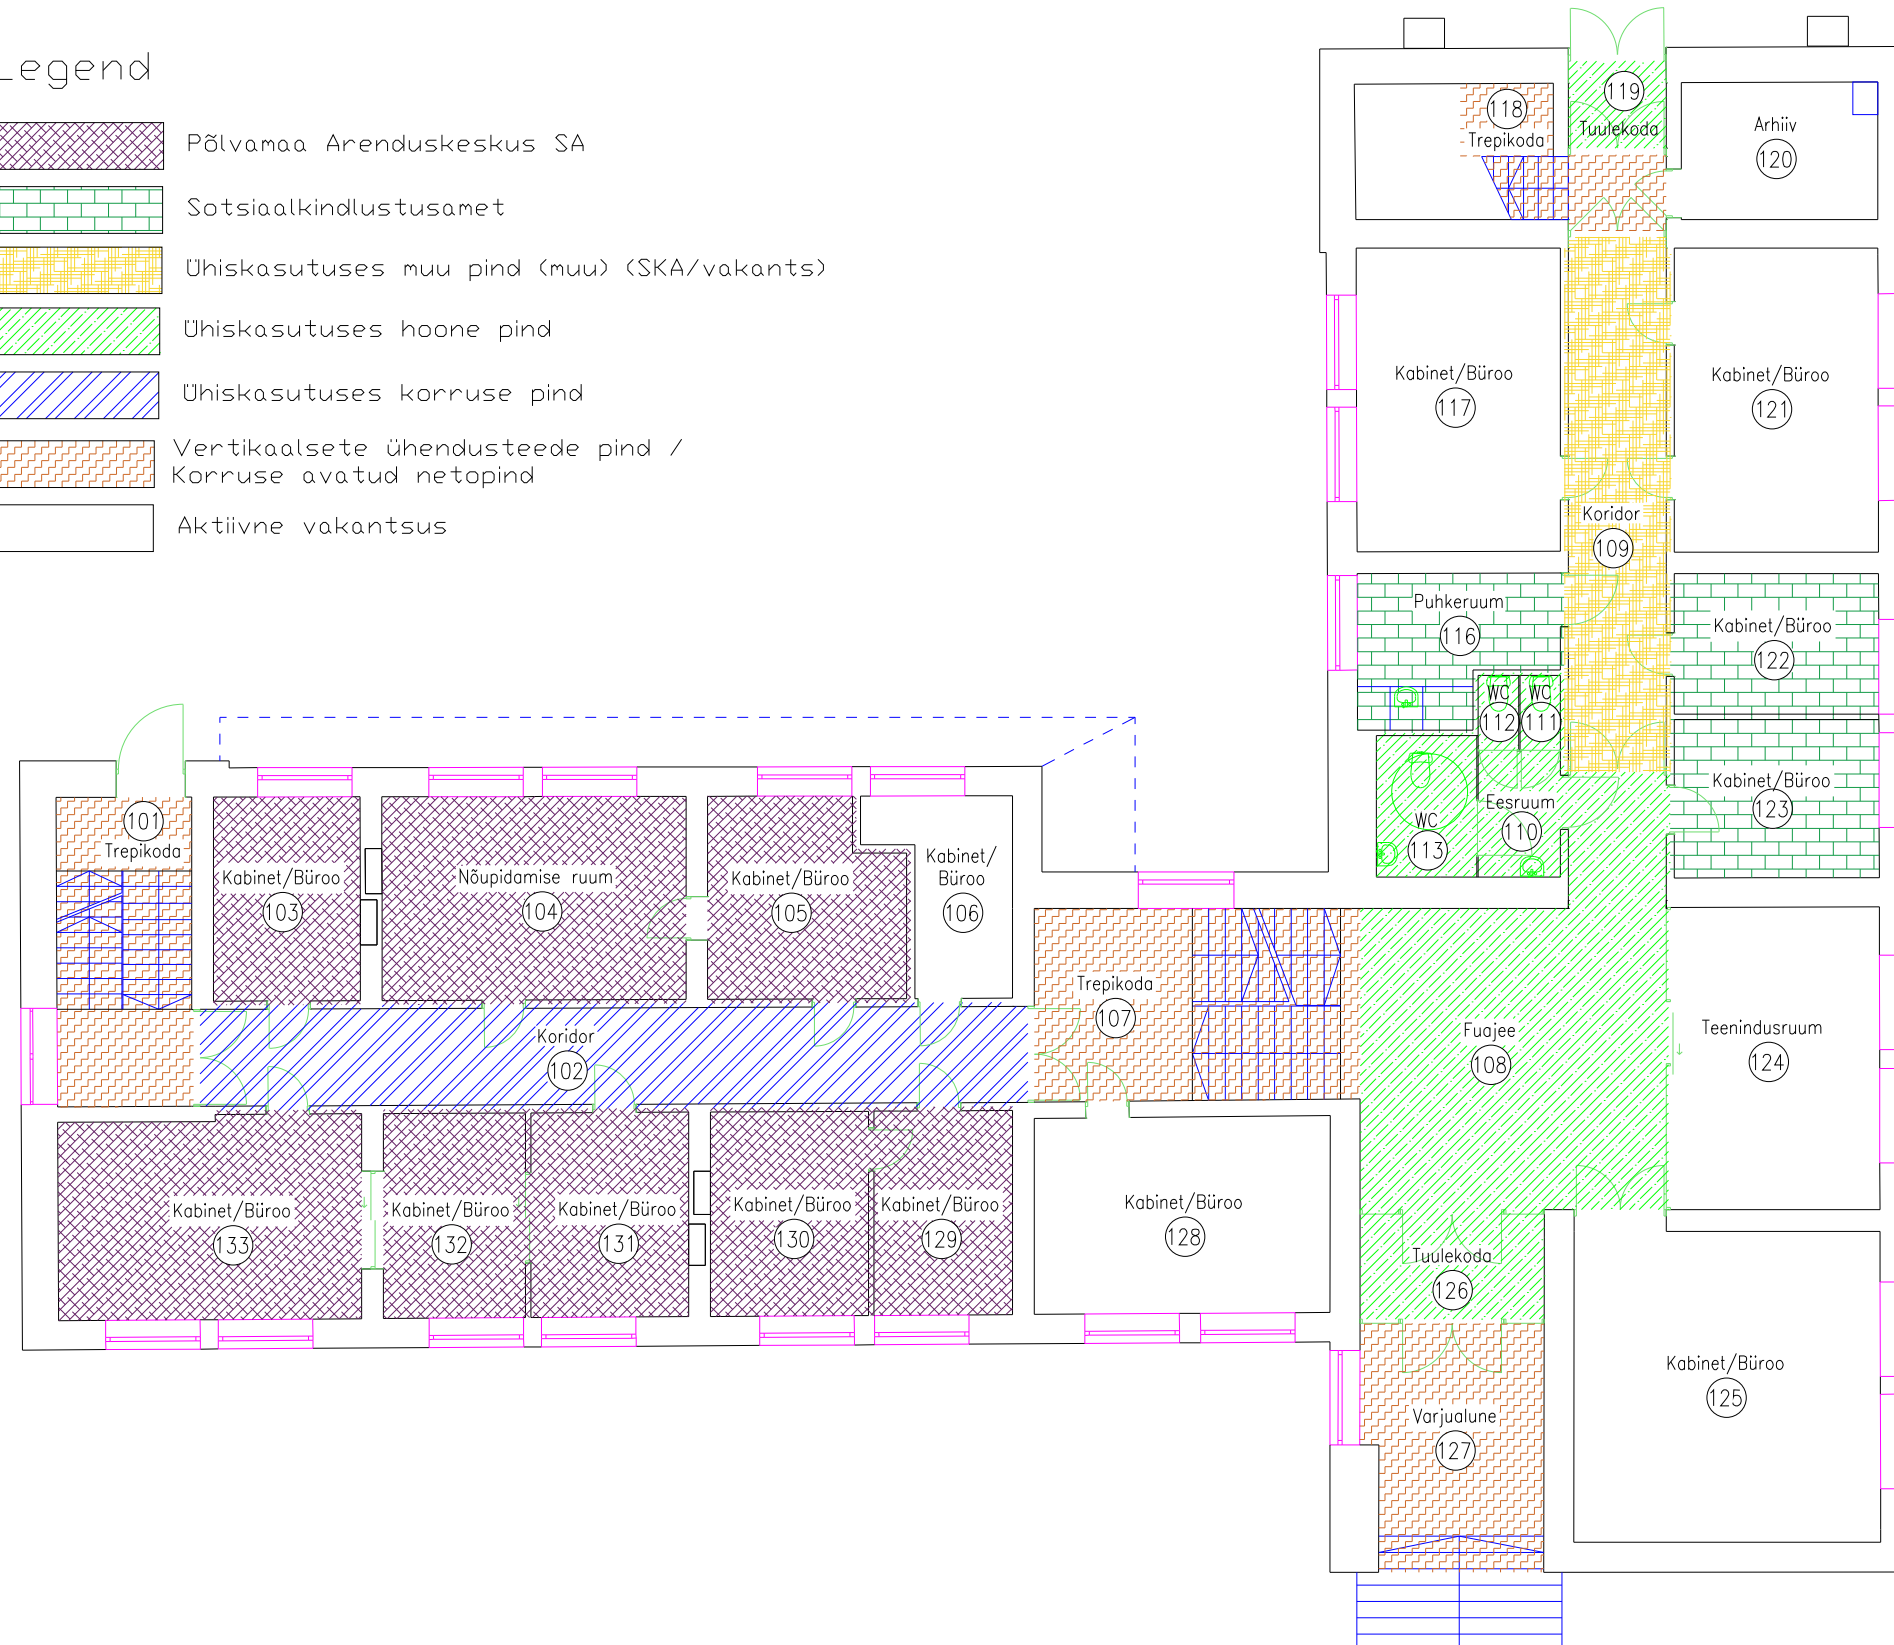 Legend
Põlvamaa Arenduskeskus SA
Sotsiaalkindlustusamet
Ühiskasutuses muu pind (muu) (SKA/vakants)
Ühiskasutuses hoone pind
Ühiskasutuses korruse pind
Vertikaalsete ühendusteede pind /
Korruse avatud netopind
Aktiivne vakantsus
118
Trepikoda
119
Tuulekoda
Arhiiv
120
Kabinet/Büroo
117
Kabinet/Büroo
121
Koridor
109
Puhkeruum
116
Kabinet/Büroo
122
WC
112
WC
111
Kabinet/Büroo
123
Eesruum
110
WC
113
101
Trepikoda
Kabinet/Büroo
103
Nõupidamise ruum
104
Kabinet/Büroo
105
Kabinet/
Büroo
106
Trepikoda
107
Koridor
102
Fuajee
108
Teenindusruum
124
Kabinet/Büroo
133
Kabinet/Büroo
132
Kabinet/Büroo
131
Kabinet/Büroo
130
Kabinet/Büroo
129
Kabinet/Büroo
128
Tuulekoda
126
Kabinet/Büroo
125
Varjualune
127